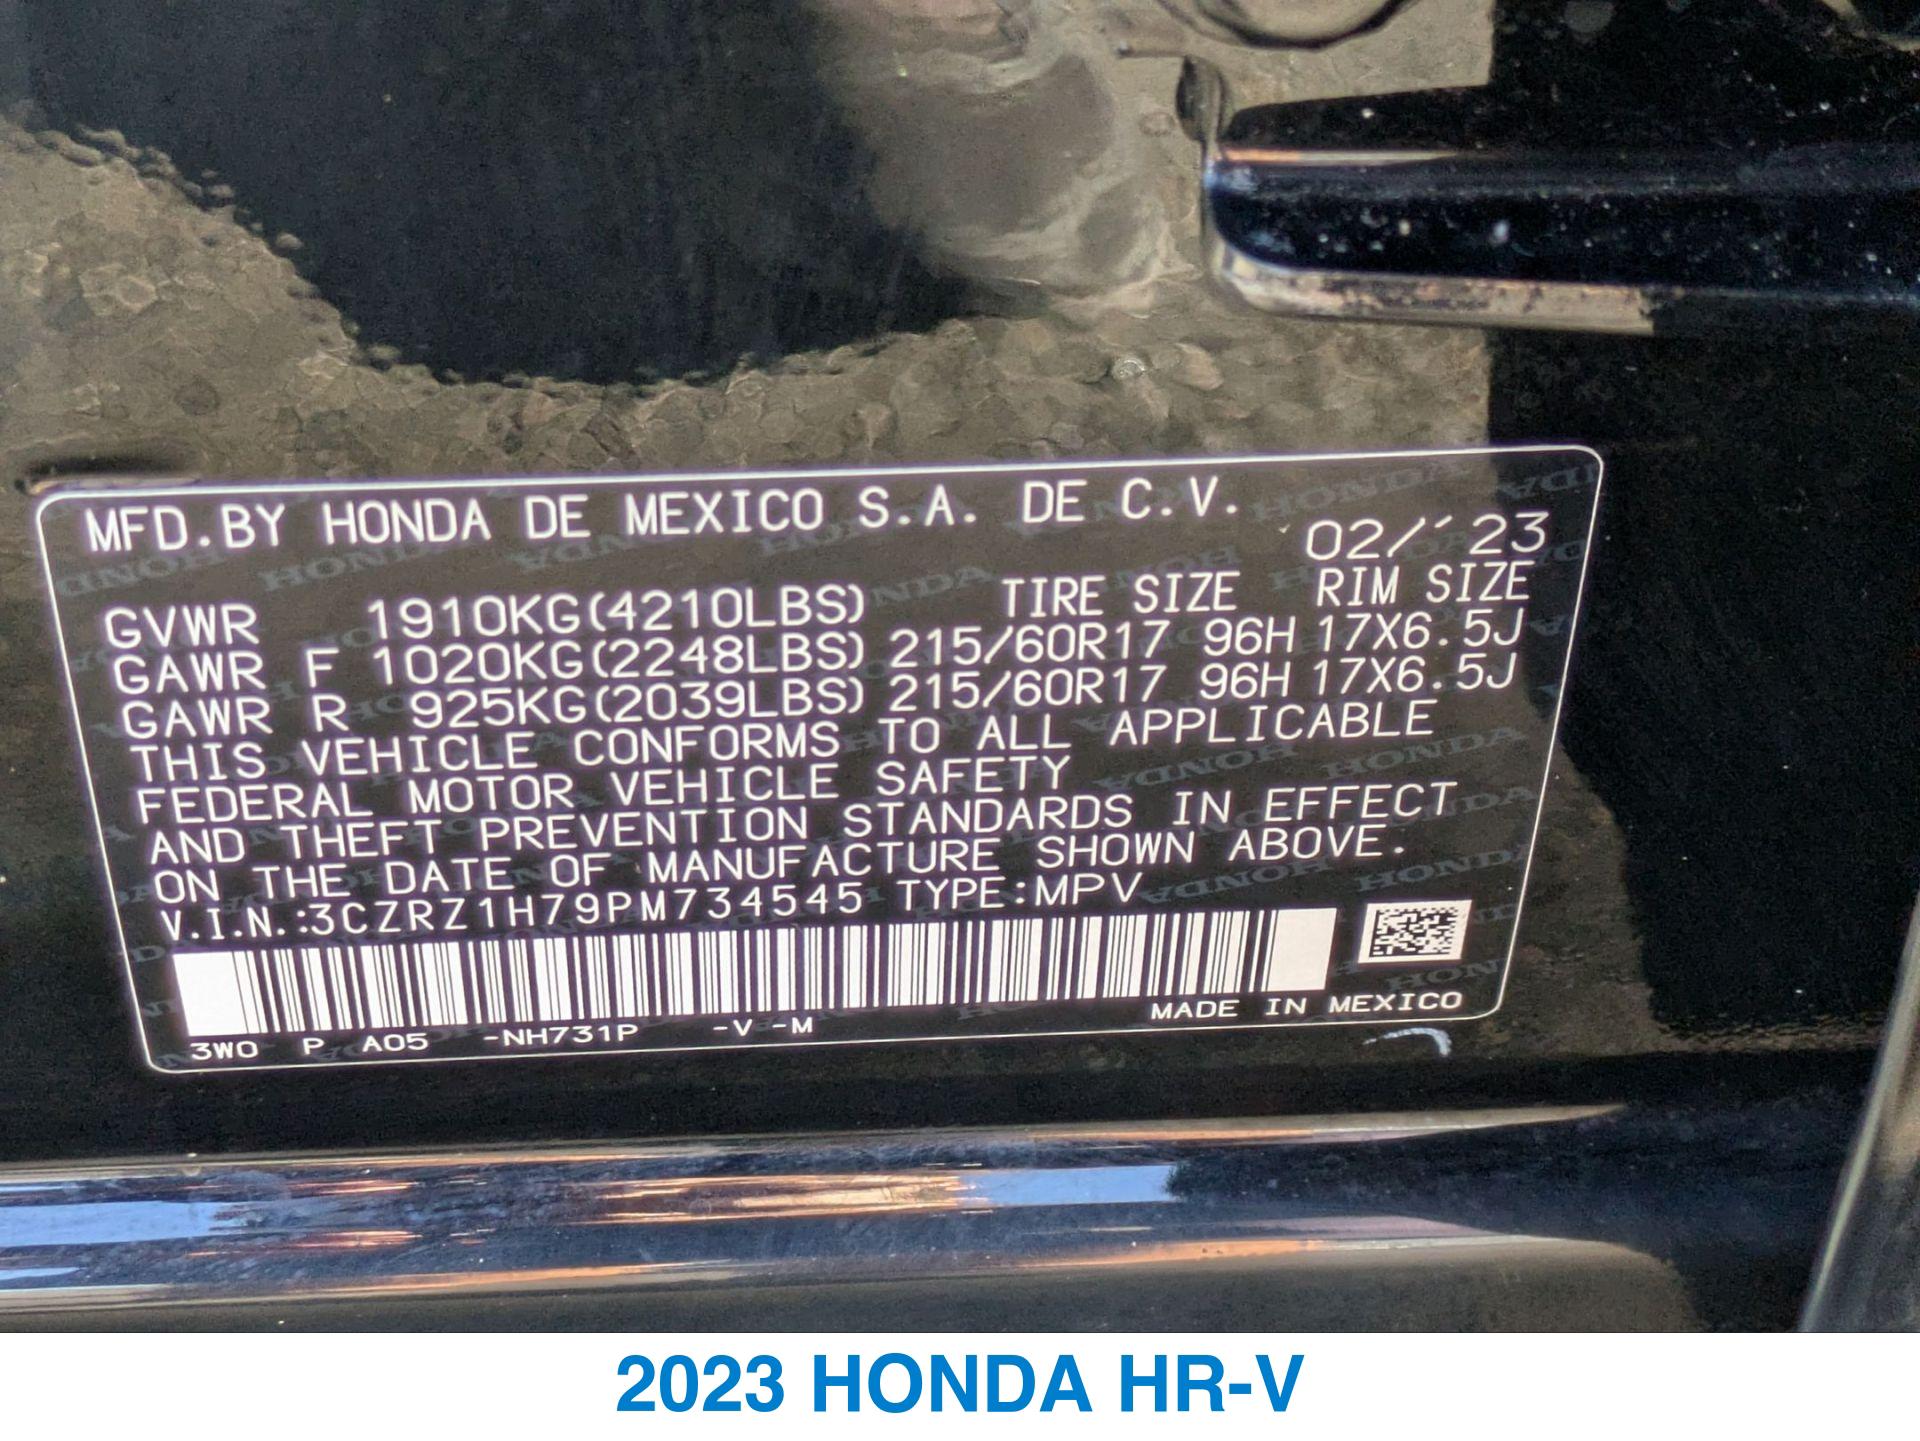 MFD.BY HONDA DE MEXICO S.A. DE C.V.
02/'23
GVWR 1910KG(4210LBS) TIRE SIZE RIM SIZE
GAWR F 1020KG(2248LBS) 215/60R17 96H 17X6.5J
GAWR R 925KG(2039LBS) 215/60R17 96H 17X6.5J
THIS VEHICLE CONFORMS TO ALL APPLICABLE
FEDERAL MOTOR VEHICLE SAFETY
AND THEFT PREVENTION STANDARDS IN EFFECT
ON THE DATE OF MANUFACTURE SHOWN ABOVE.
V.I.N.:3CZRZ1H79PM734545 TYPE:MPV
3W0 P A05 -NH731P -V -M MADE IN MEXICO
2023 HONDA HR-V